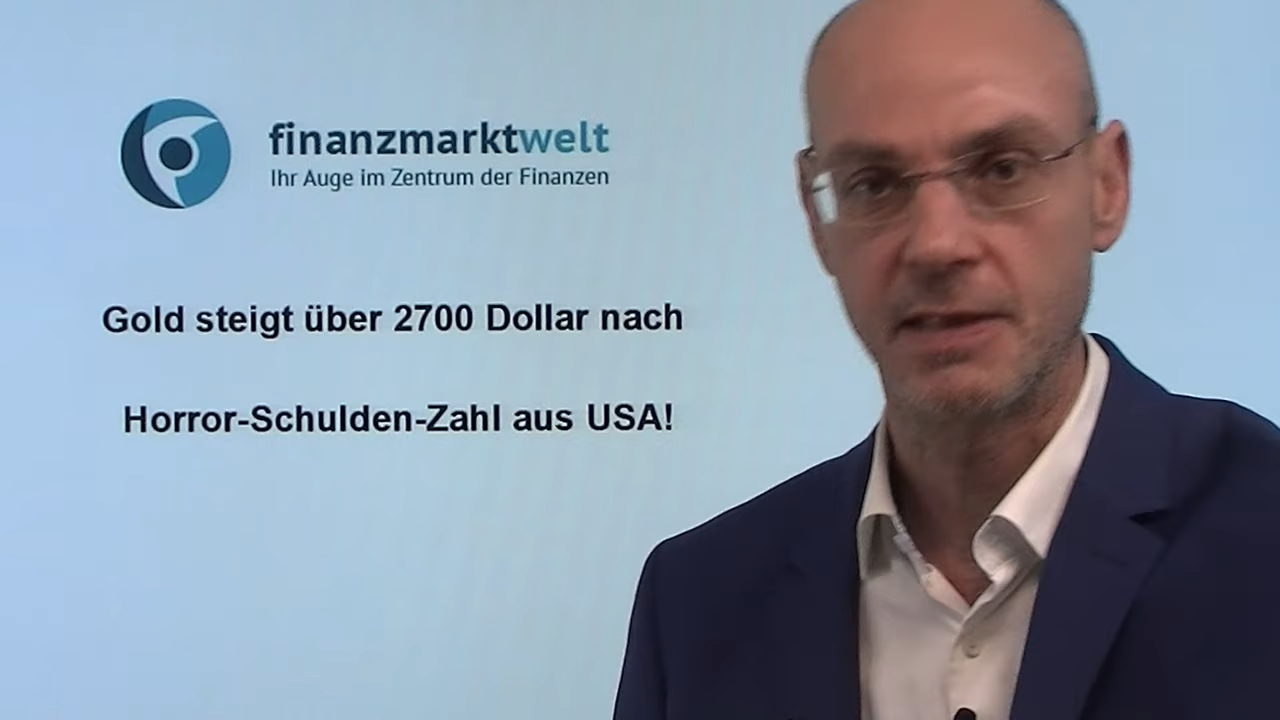 finanzmarktwelt
Ihr Auge im Zentrum der Finanzen
Gold steigt über 2700 Dollar nach
Horror-Schulden-Zahl aus USA!